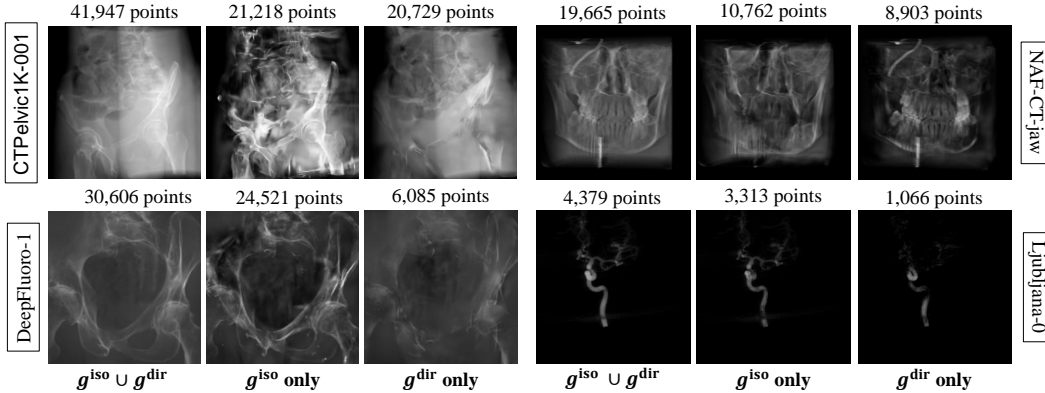 41,947 points
21,218 points
20,729 points
19,665 points
10,762 points
8,903 points
CTPelvic1K-001
NAF-CT-jaw
30,606 points
24,521 points
6,085 points
4,379 points
3,313 points
1,066 points
DeepFluoro-1
Ljubljana-0
g^iso ∪ g^dir
g^iso only
g^dir only
g^iso ∪ g^dir
g^iso only
g^dir only